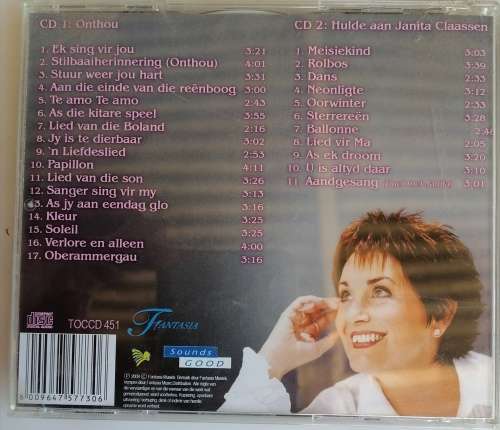 CD 1: Onthou
1. Ek sing vir jou 3:21
2. Stilbaaiherinnering (Onthou) 4:01
3. Stuur weer jou hart 3:31
4. Aan die einde van die reënboog 3:00
5. Te amo Te amo 2:43
6. As die kitare speel 3:55
7. Lied van die Boland 2:16
8. Jy is te dierbaar 3:02
9. 'n Liefdeslied 2:53
10. Papillon 4:11
11. Lied van die son 3:26
12. Sanger sing vir my 3:13
13. As jy aan eendag glo 3:16
14. Kleur 3:25
15. Soleil 3:25
16. Verlore en alleen 4:00
17. Oberammergau 3:16
CD 2: Hulde aan Janita Claassen
1. Meisiekind 3:03
2. Rolbos 3:39
3. Dans 2:33
4. Neonligte 3:12
5. Oorwinter 2:33
6. Sterrereën 3:28
7. Ballonne 2:48
8. Lied vir Ma 2:05
9. As ek droom 3:20
10. U is altyd daar 3:10
11. Aandgesang 3:01
disc
TOCCD 451
FANTASIA
Sounds
GOOD
6009647577306